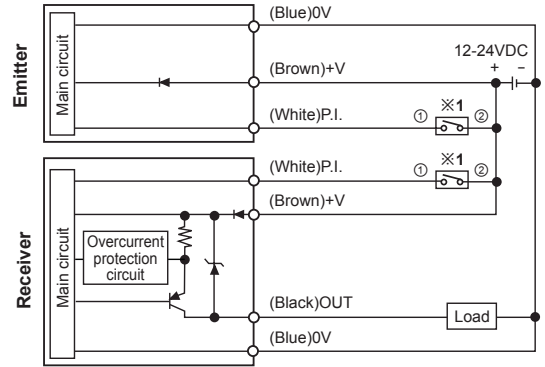 (Blue)0V
Emitter
Main circuit
(Brown)+V
12-24VDC
+ −
(White)P.I.
① ※1 ②
(White)P.I.
① ※1 ②
(Brown)+V
Receiver
Main circuit
Overcurrent
protection
circuit
(Black)OUT
Load
(Blue)0V